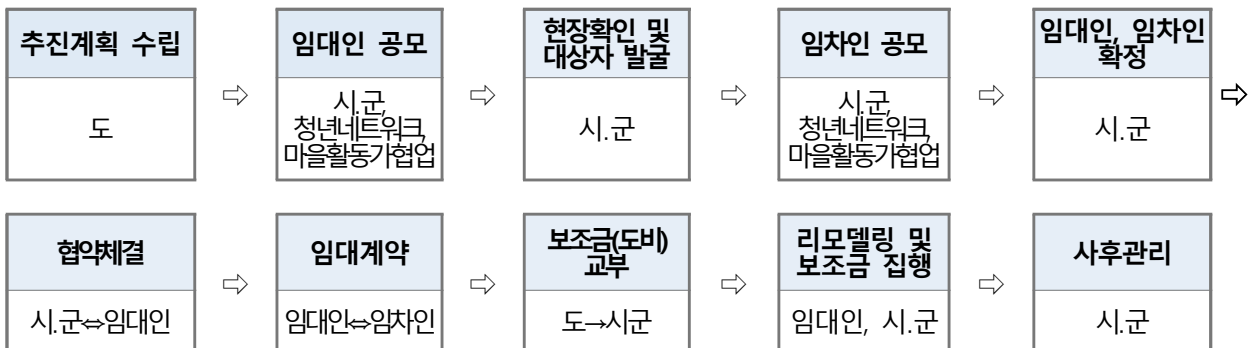 추진계획 수립
도
⇨
임대인 공모
시.군,
청년네트워크,
마을활동가협업
⇨
현장확인 및
대상자 발굴
시.군
⇨
임차인 공모
시.군,
청년네트워크,
마을활동가협업
⇨
임대인, 임차인
확정
시.군
⇨
협약체결
시.군⇔임대인
⇨
임대계약
임대인⇔임차인
⇨
보조금(도비)
교부
도→시군
⇨
리모델링 및
보조금 집행
임대인, 시.군
⇨
사후관리
시.군